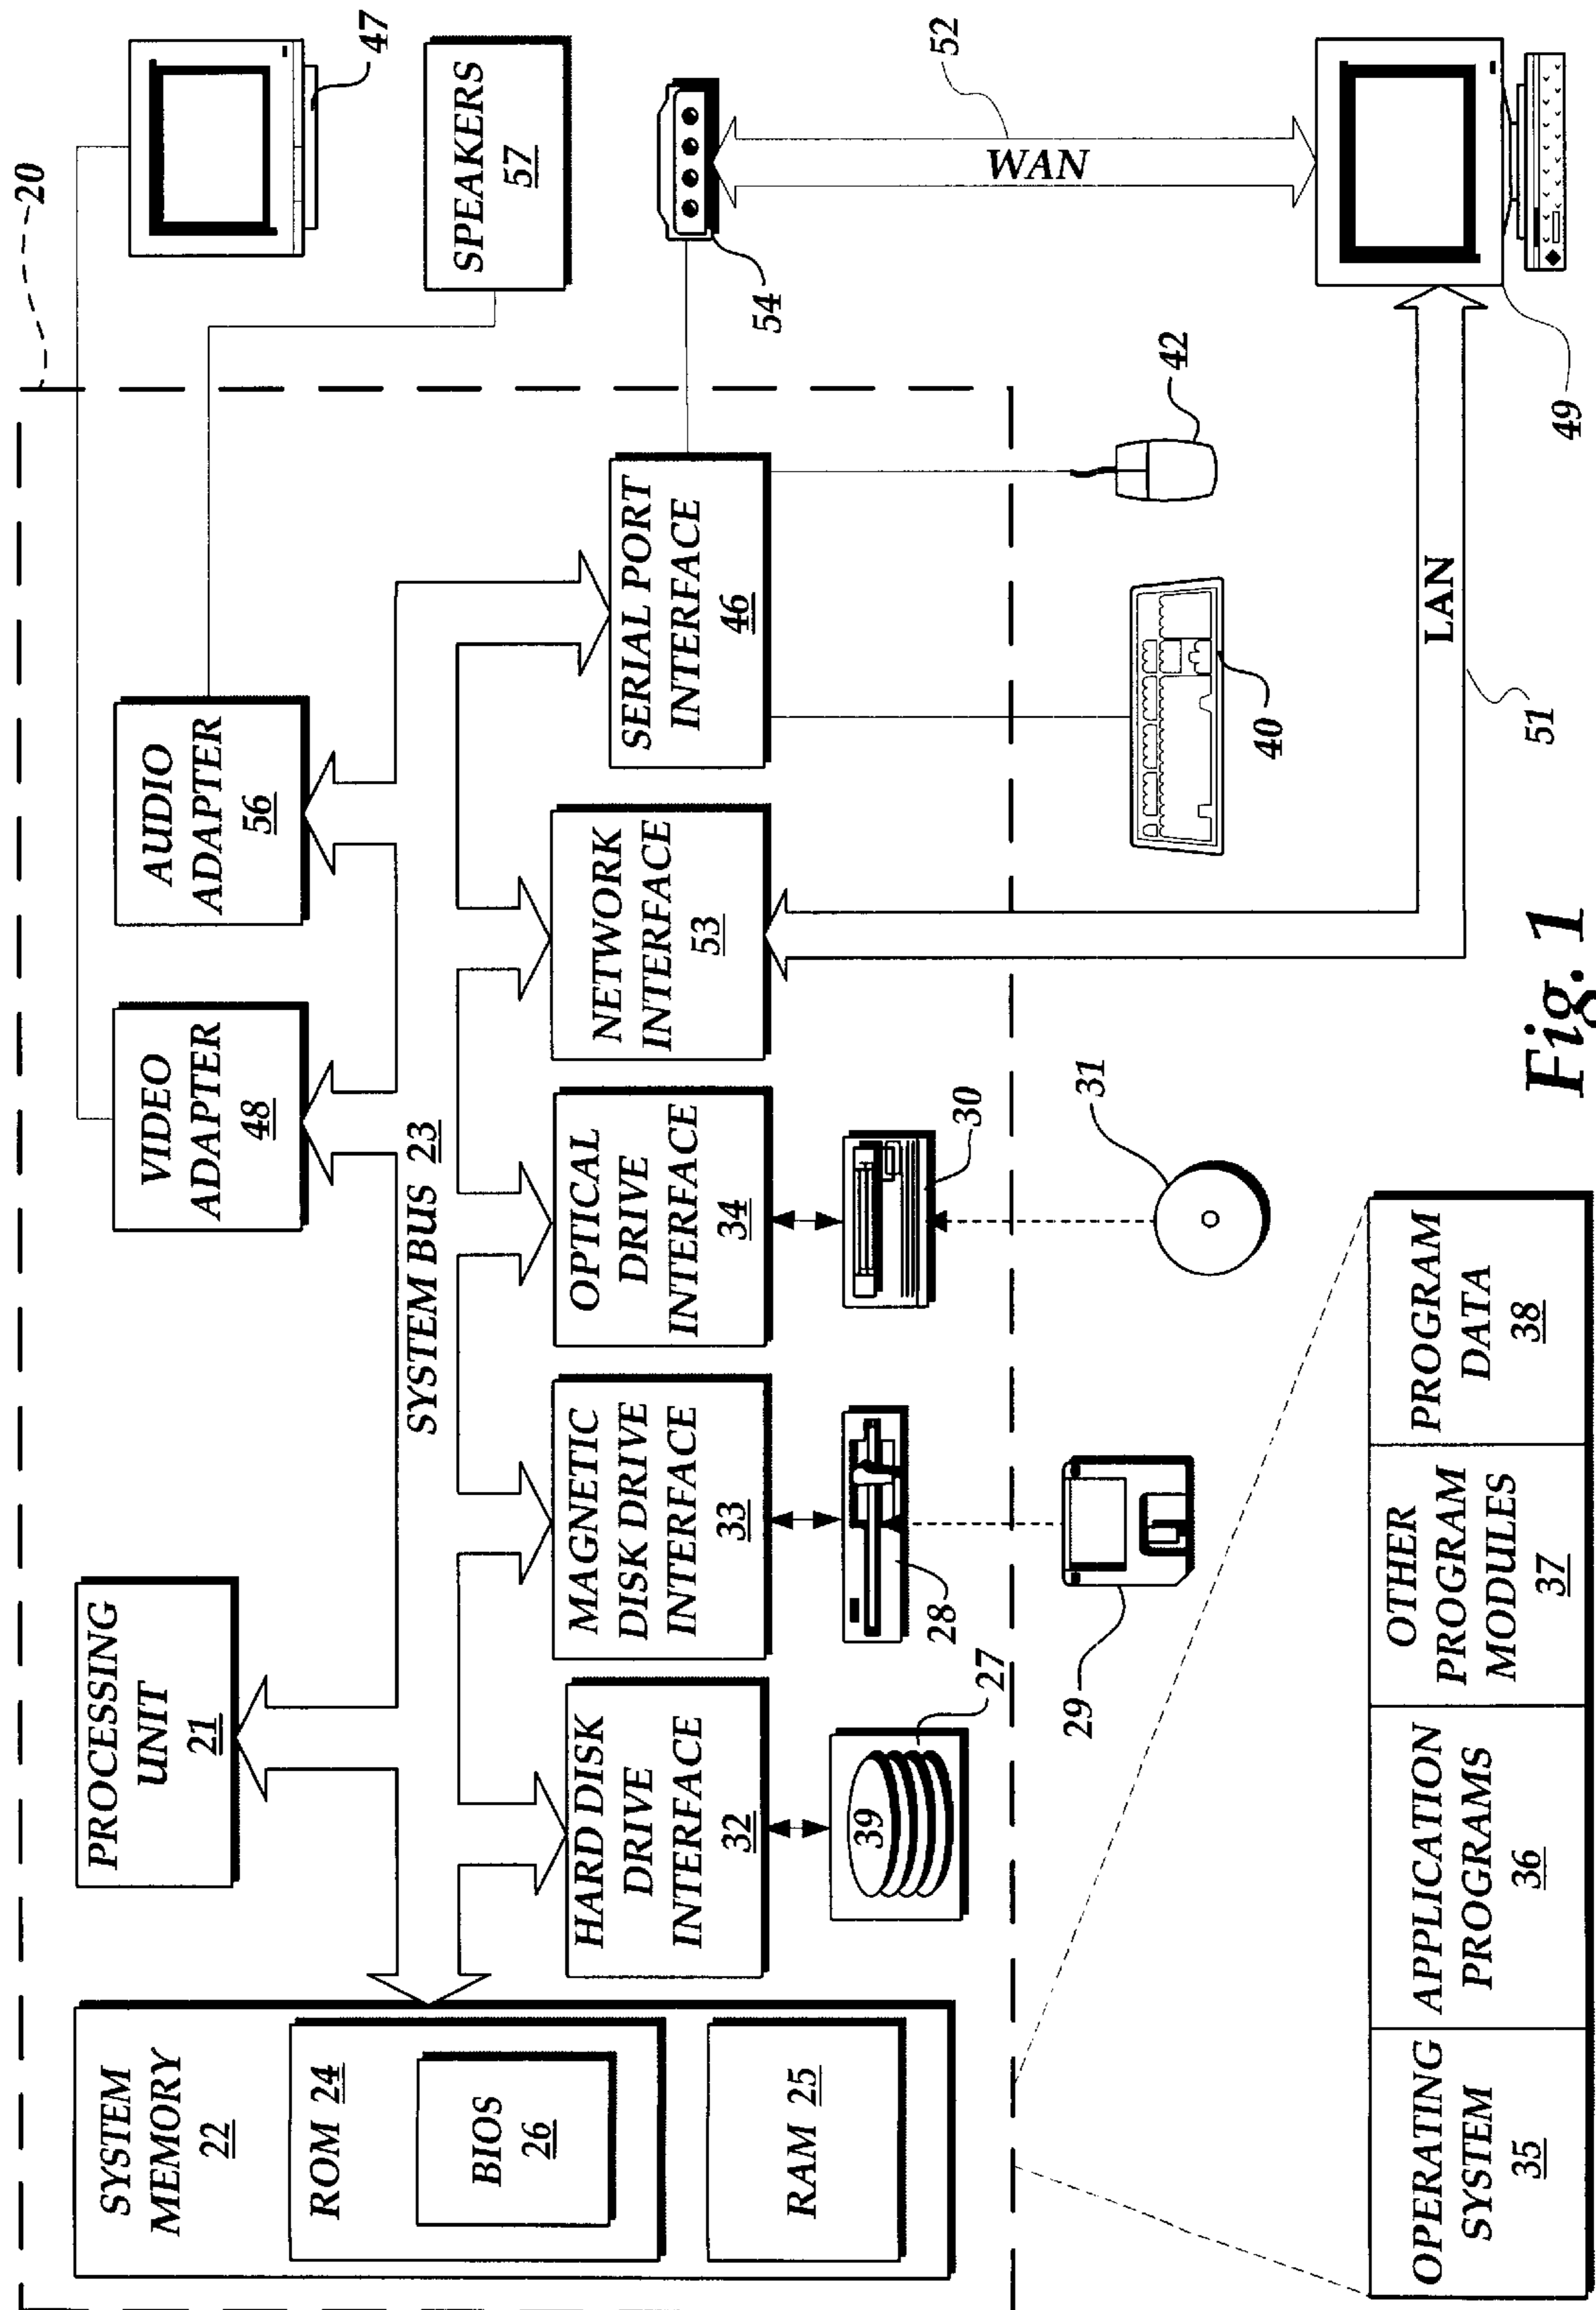 20
SYSTEM
MEMORY
22
ROM 24
BIOS
26
RAM 25
PROCESSING
UNIT
21
VIDEO
ADAPTER
48
AUDIO
ADAPTER
56
47
SPEAKERS
57
SYSTEM BUS 23
HARD DISK
DRIVE
INTERFACE
32
MAGNETIC
DISK DRIVE
INTERFACE
33
OPTICAL
DRIVE
INTERFACE
34
NETWORK
INTERFACE
53
SERIAL PORT
INTERFACE
46
54
52
WAN
39
27
28
30
29
31
40
42
LAN
51
49
OPERATING
SYSTEM
35
APPLICATION
PROGRAMS
36
OTHER
PROGRAM
MODULES
37
PROGRAM
DATA
38
Fig. 1